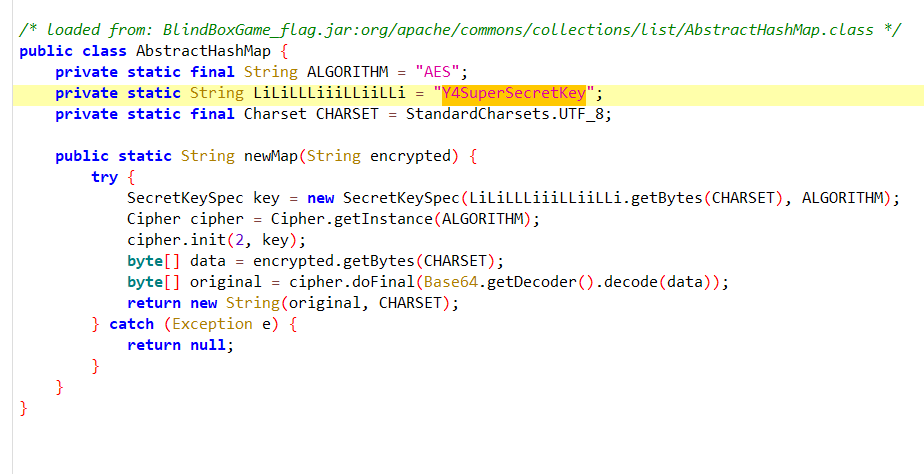 /* loaded from: BlindBoxGame_flag.jar:org/apache/commons/collections/list/AbstractHashMap.class */
public class AbstractHashMap {
    private static final String ALGORITHM = "AES";
    private static String LiLiLLLiiiLLiiLLi = "Y4SuperSecretKey";
    private static final Charset CHARSET = StandardCharsets.UTF_8;

    public static String newMap(String encrypted) {
        try {
            SecretKeySpec key = new SecretKeySpec(LiLiLLLiiiLLiiLLi.getBytes(CHARSET), ALGORITHM);
            Cipher cipher = Cipher.getInstance(ALGORITHM);
            cipher.init(2, key);
            byte[] data = encrypted.getBytes(CHARSET);
            byte[] original = cipher.doFinal(Base64.getDecoder().decode(data));
            return new String(original, CHARSET);
        } catch (Exception e) {
            return null;
        }
    }
}